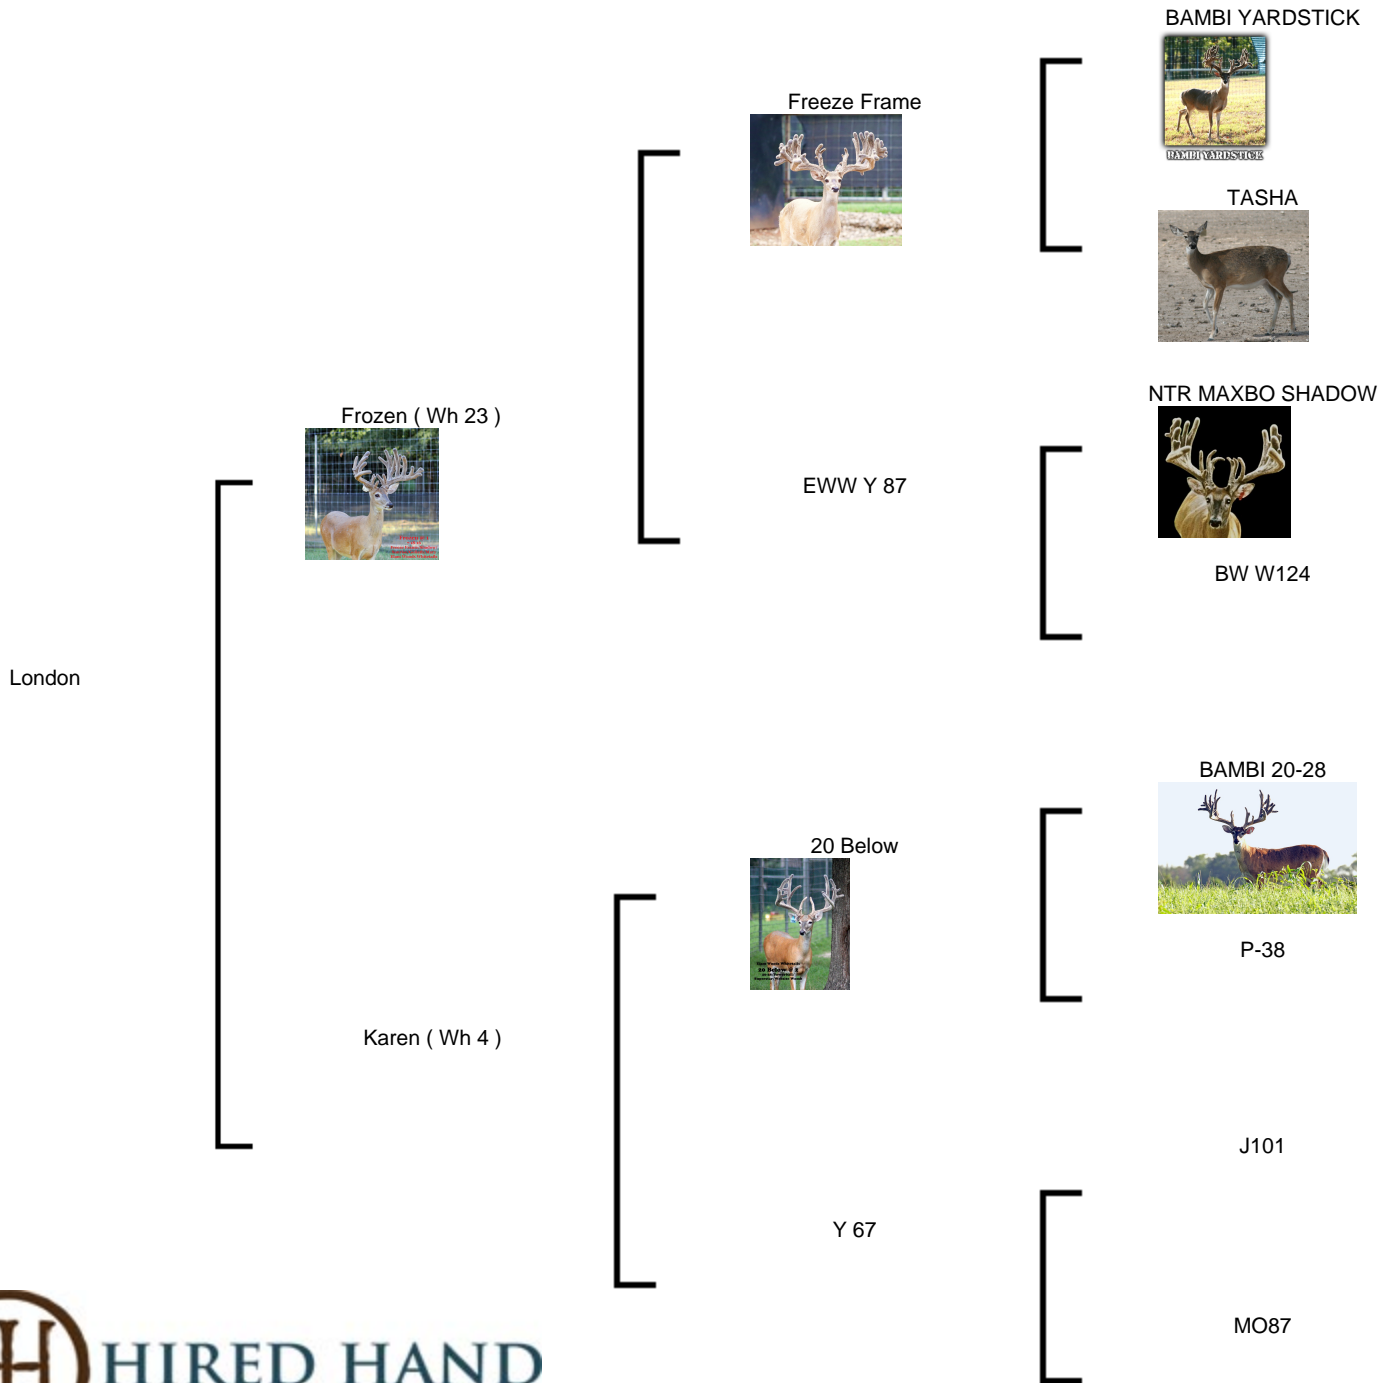 BAMBI YARDSTICK
BAMBI YARDSTICK
Freeze Frame
TASHA
NTR MAXBO SHADOW
Frozen ( Wh 23 )
EWW Y 87
BW W124
London
BAMBI 20-28
20 Below
P-38
Karen ( Wh 4 )
J101
Y 67
MO87
H HIRED HAND